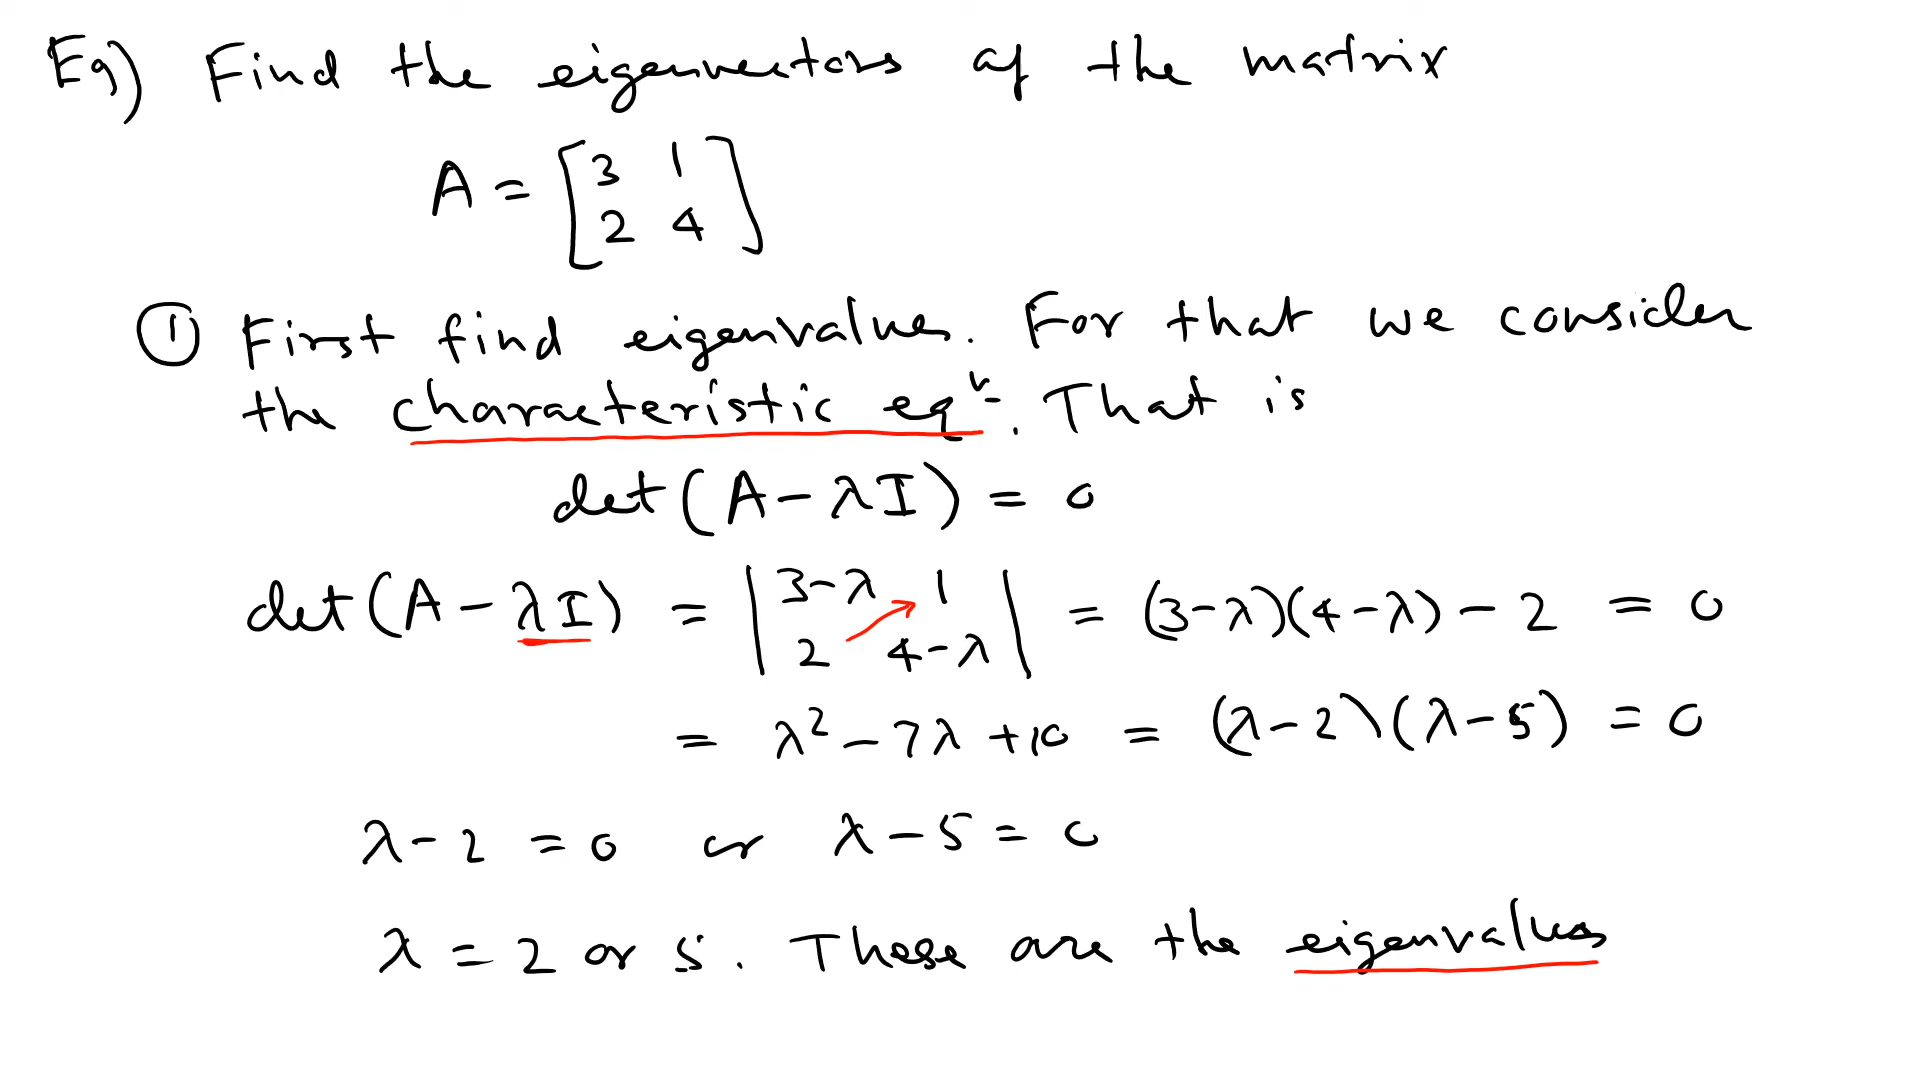 Eg) Find the eigenvectors of the matrix
A = [3 1
2 4]
① First find eigenvalues. For that we consider
the characteristic eqⁿ. That is
det(A - λI) = 0
det(A - λI) = |3-λ 1
2 4-λ| = (3-λ)(4-λ) - 2 = 0
= λ² - 7λ + 10 = (λ-2)(λ-5) = 0
λ - 2 = 0 or λ - 5 = 0
λ = 2 or 5. These are the eigenvalues